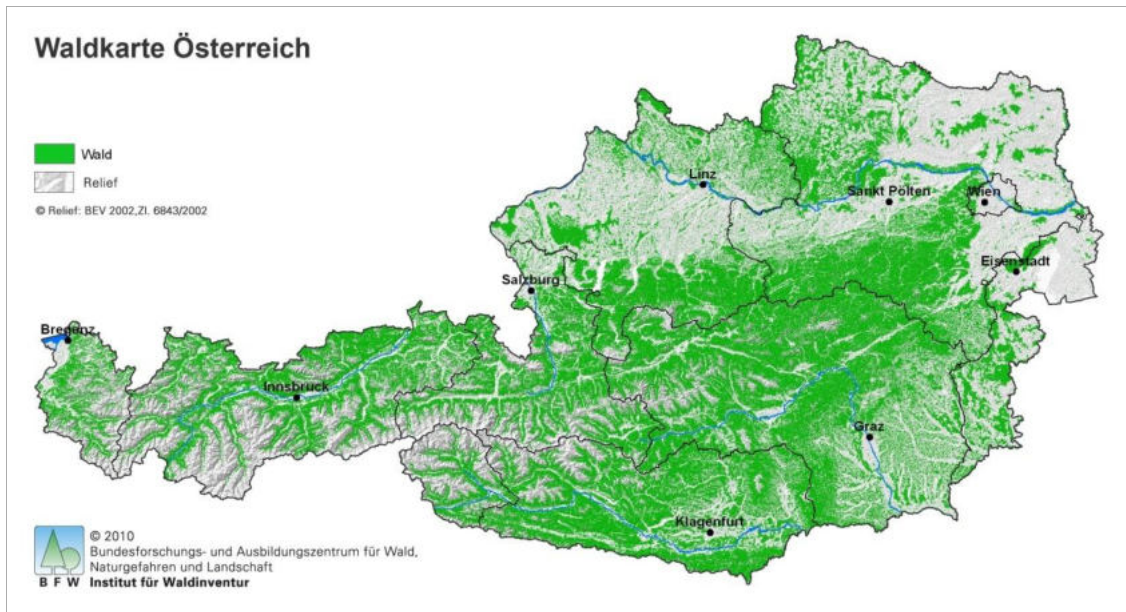 Waldkarte Österreich
Wald
Relief
© Relief: BEV 2002,Zl. 6843/2002
Linz
Sankt Pölten
Wien
Eisenstadt
Salzburg
Bregenz
Innsbruck
Graz
Klagenfurt
© 2010
Bundesforschungs- und Ausbildungszentrum für Wald,
Naturgefahren und Landschaft
BFW Institut für Waldinventur